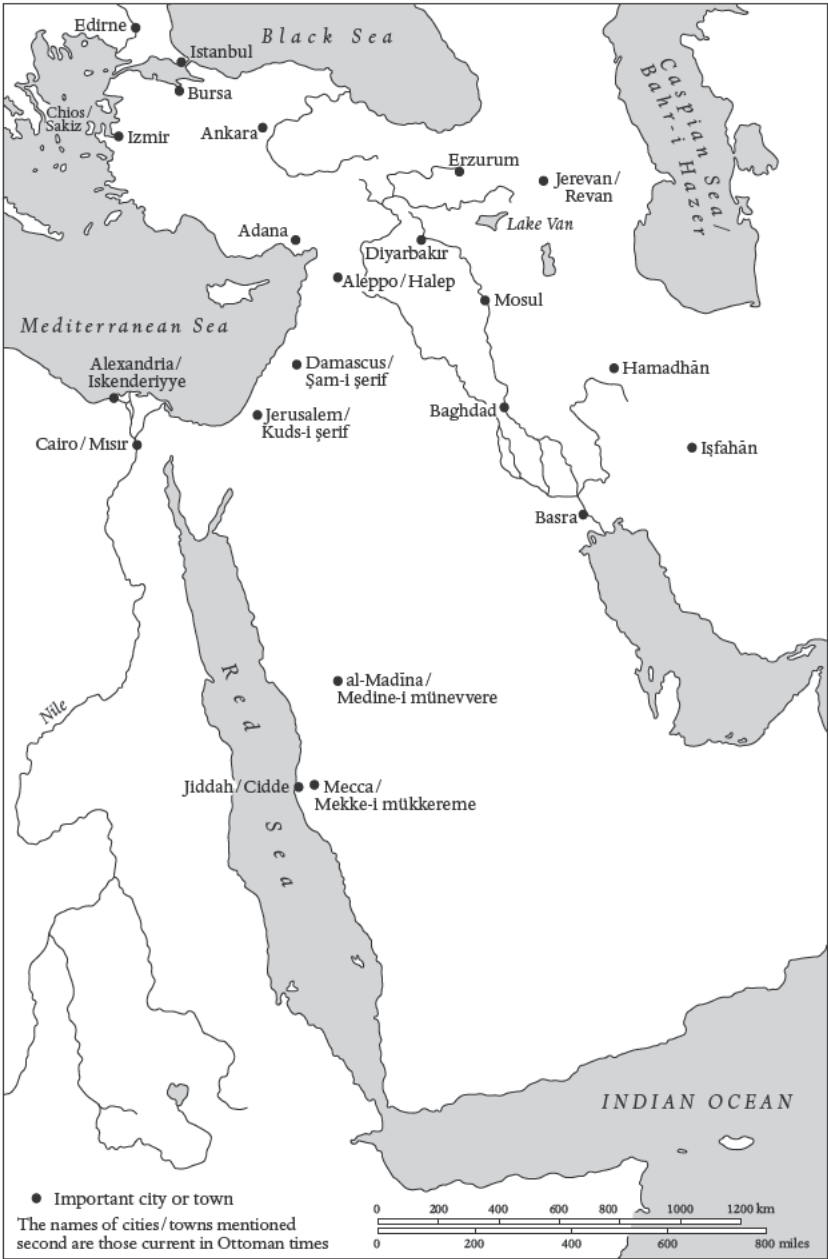 Edirne
Black Sea
Istanbul
Bursa
Caspian Sea/
Bahr-i Hazer
Chios/
Sakiz
Izmir
Ankara
Erzurum
Jerevan/
Revan
Lake Van
Adana
Diyarbakır
Aleppo/Halep
Mosul
Mediterranean Sea
Alexandria/
Iskenderiyye
Damascus/
Şam-i şerif
Hamadhān
Jerusalem/
Kuds-i şerif
Baghdad
Cairo/Mısır
Işfahān
Basra
Red Sea
al-Madīna/
Medine-i münevvere
Nile
Jiddah/Cidde
Mecca/
Mekke-i mükkereme
INDIAN OCEAN
Important city or town
The names of cities/towns mentioned
second are those current in Ottoman times
0 200 400 600 800 1000 1200 km
0 200 400 600 800 miles